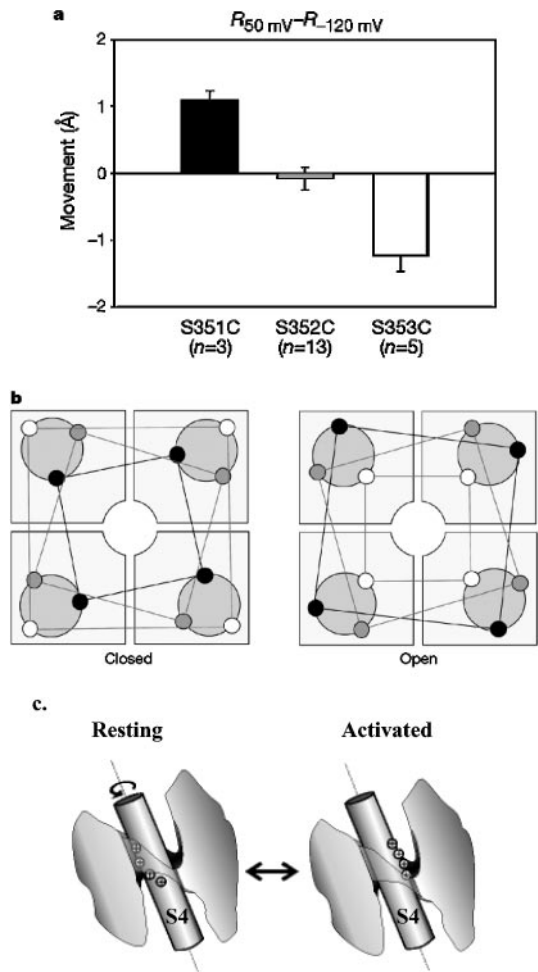 a
R50 mV–R–120 mV
Movement (Å)
2
1
0
−1
−2
S351C S352C S353C
(n=3) (n=13) (n=5)
b
Closed Open
c.
Resting Activated
S4 S4